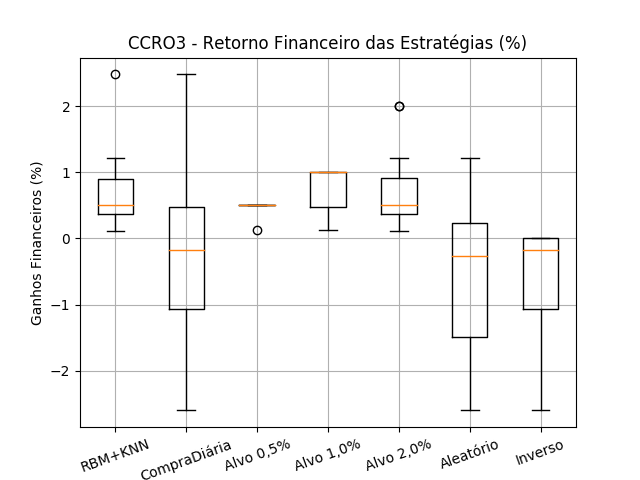 CCRO3 - Retorno Financeiro das Estratégias (%)
Ganhos Financeiros (%)
2
1
0
−1
−2
RBM+KNN
CompraDiária
Alvo 0,5%
Alvo 1,0%
Alvo 2,0%
Aleatório
Inverso